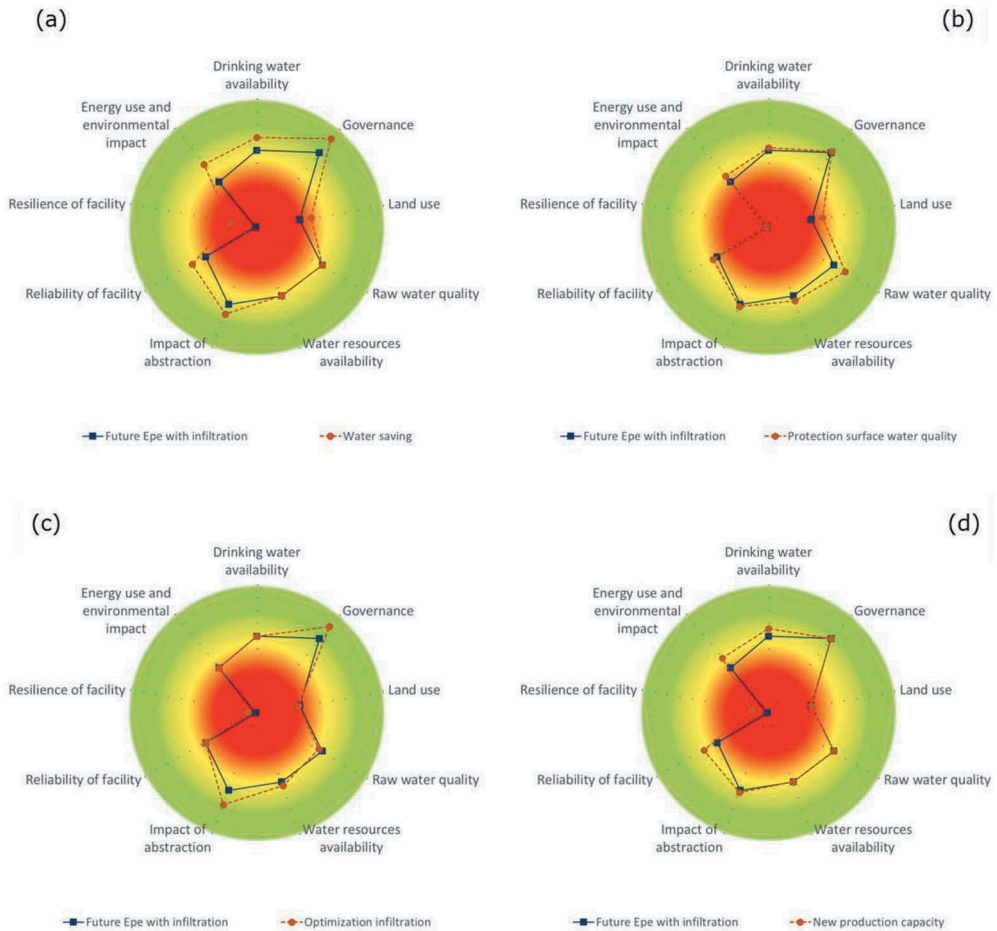 (a)
Drinking water
availability
Energy use and
environmental
impact
Governance
Resilience of facility
Land use
Reliability of facility
Raw water quality
Impact of
abstraction
Water resources
availability
Future Epe with infiltration
Water saving
(b)
Drinking water
availability
Energy use and
environmental
impact
Governance
Resilience of facility
Land use
Reliability of facility
Raw water quality
Impact of
abstraction
Water resources
availability
Future Epe with infiltration
Protection surface water quality
(c)
Drinking water
availability
Energy use and
environmental
impact
Governance
Resilience of facility
Land use
Reliability of facility
Raw water quality
Impact of
abstraction
Water resources
availability
Future Epe with infiltration
Optimization infiltration
(d)
Drinking water
availability
Energy use and
environmental
impact
Governance
Resilience of facility
Land use
Reliability of facility
Raw water quality
Impact of
abstraction
Water resources
availability
Future Epe with infiltration
New production capacity